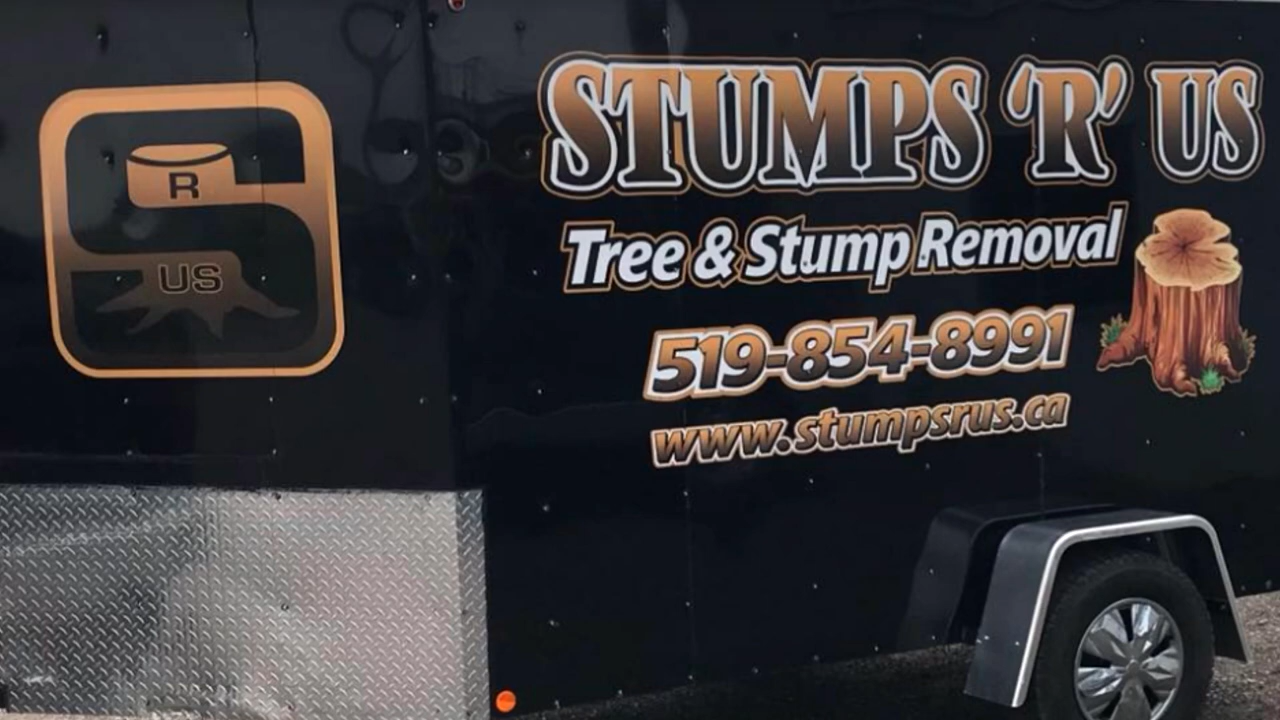 R
US
STUMPS 'R' US
Tree & Stump Removal
519-854-8991
www.stumpsrus.ca